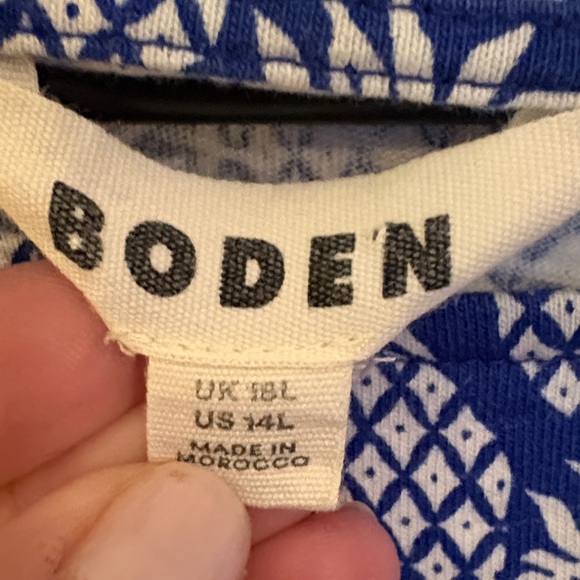 BODEN
UK 18L
US 14L
MADE IN
MOROCCO